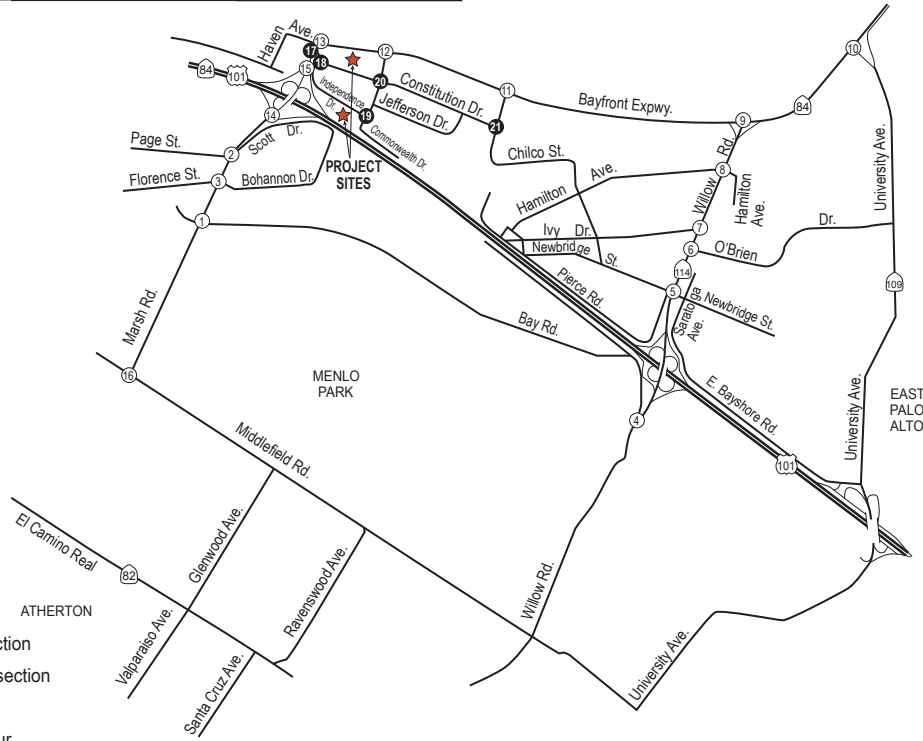 Haven
Ave.
13
17
18
12
10
84
101
15
20
Constitution Dr.
11
Bayfront Expwy.
84
Independence
Dr.
Jefferson Dr.
19
21
9
14
Scott Dr.
Commonwealth Dr.
Page St.
2
PROJECT
SITES
Chilco St.
Willow Rd.
8
University Ave.
Florence St.
3
Bohannon Dr.
Hamilton Ave.
Hamilton
Ave.
1
Ivy Dr.
7
O'Brien Dr.
6
Newbridge St.
114
109
Pierce Rd.
5
Saratoga
Ave.
Newbridge St.
Marsh Rd.
Bay Rd.
16
MENLO
PARK
E. Bayshore Rd.
University Ave.
EAST
PALO
ALTO
4
Middlefield Rd.
101
El Camino Real
Glenwood Ave.
82
Ravenswood Ave.
Willow Rd.
ATHERTON
Valparaiso Ave.
Santa Cruz Ave.
University Ave.
ction
section
ur